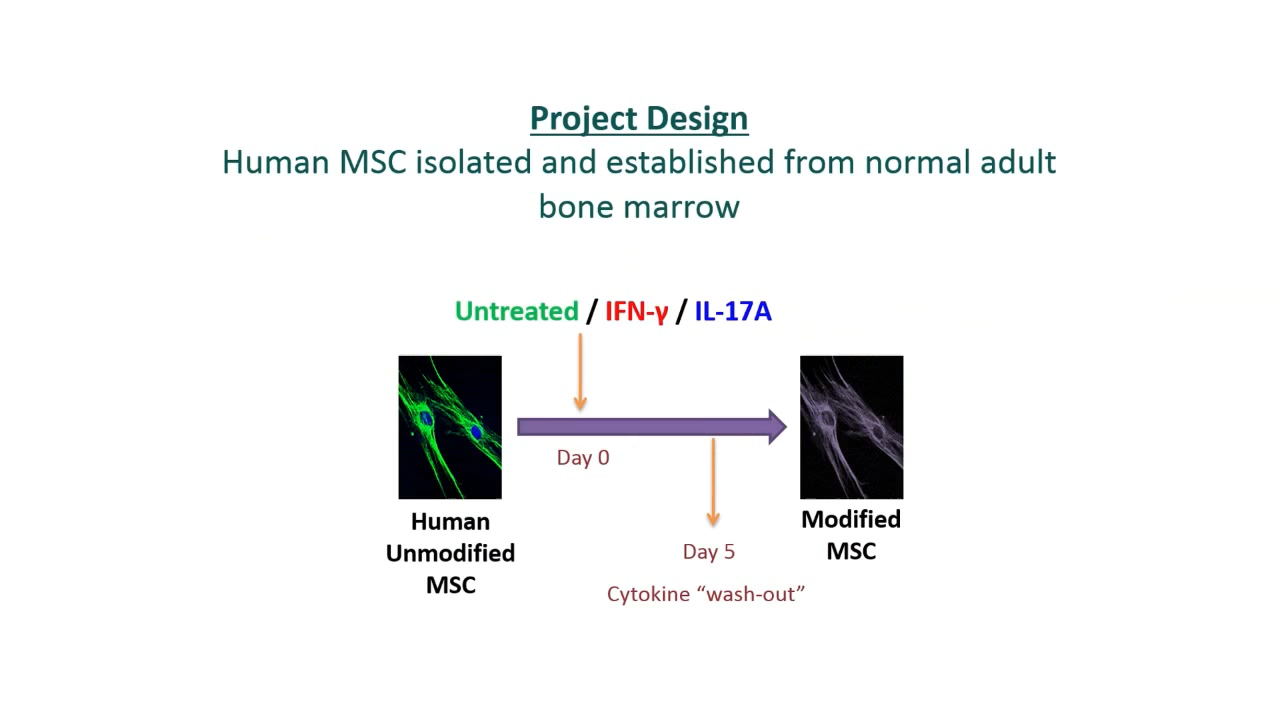 Project Design
Human MSC isolated and established from normal adult
bone marrow
Untreated / IFN-γ / IL-17A
Day 0
Human
Unmodified
MSC
Modified
MSC
Day 5
Cytokine “wash-out”